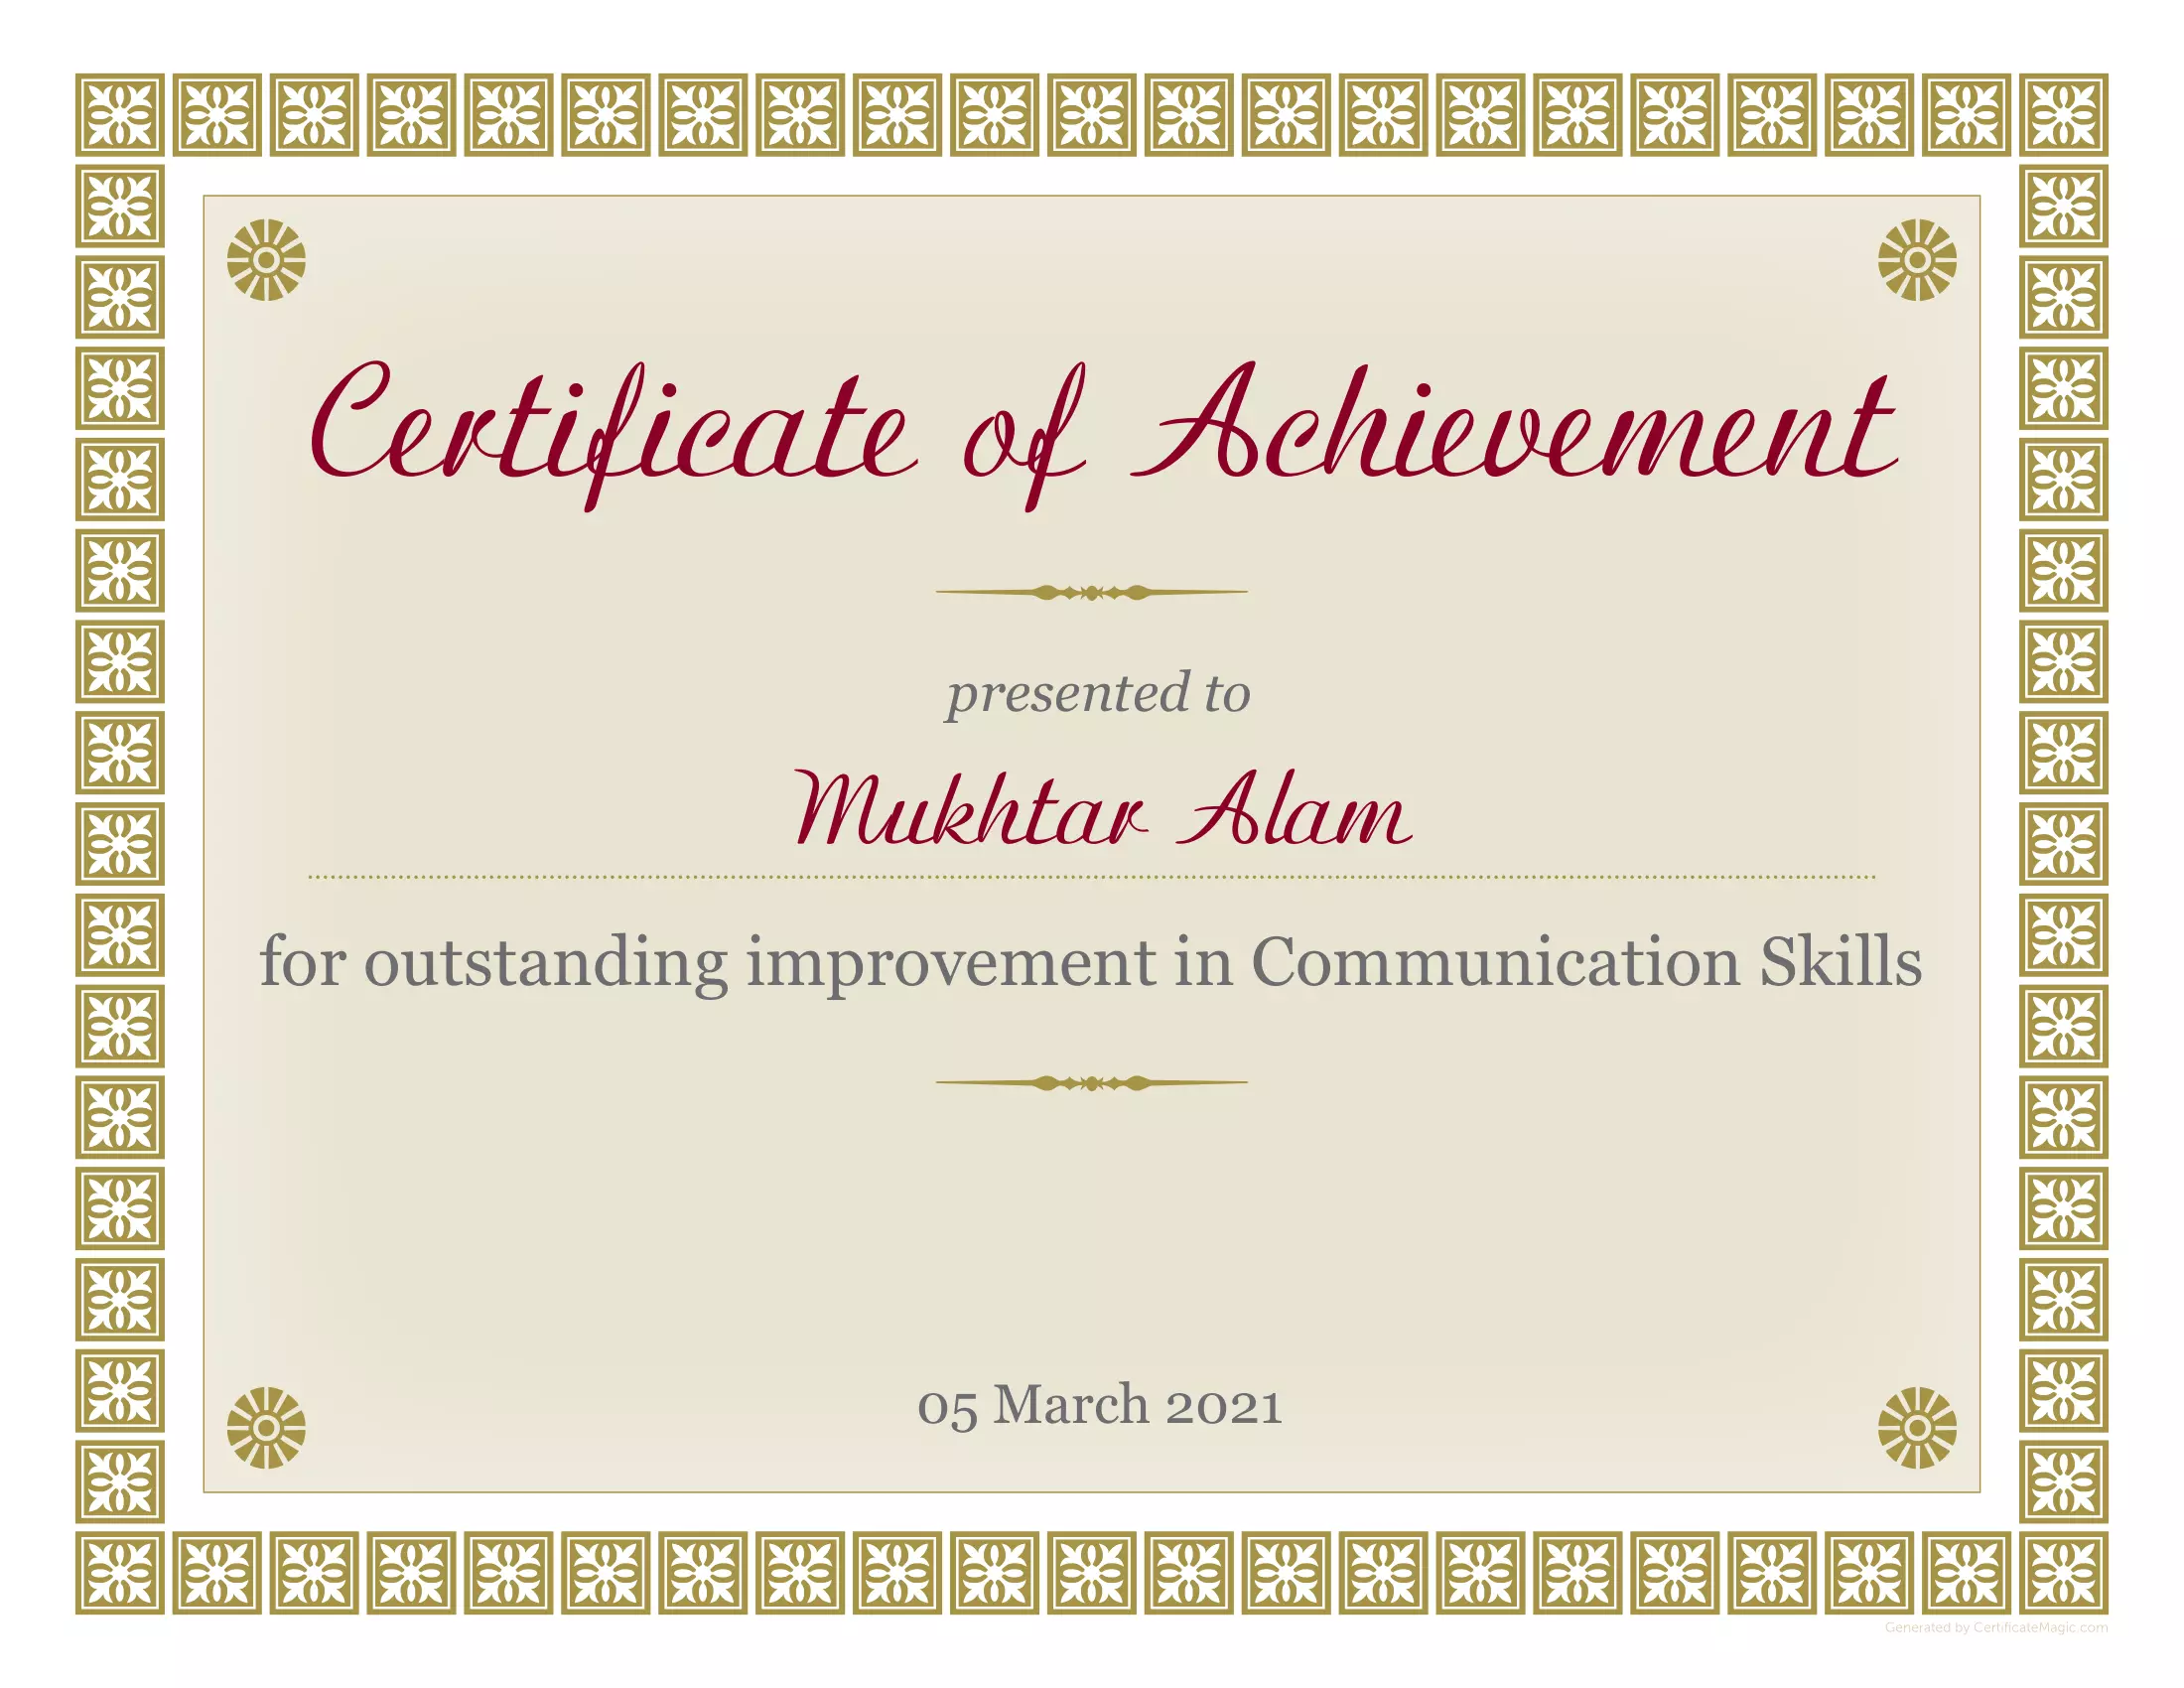 Certificate of Achievement
presented to
Mukhtar Alam
for outstanding improvement in Communication Skills
05 March 2021
Generated by CertificateMagic.com